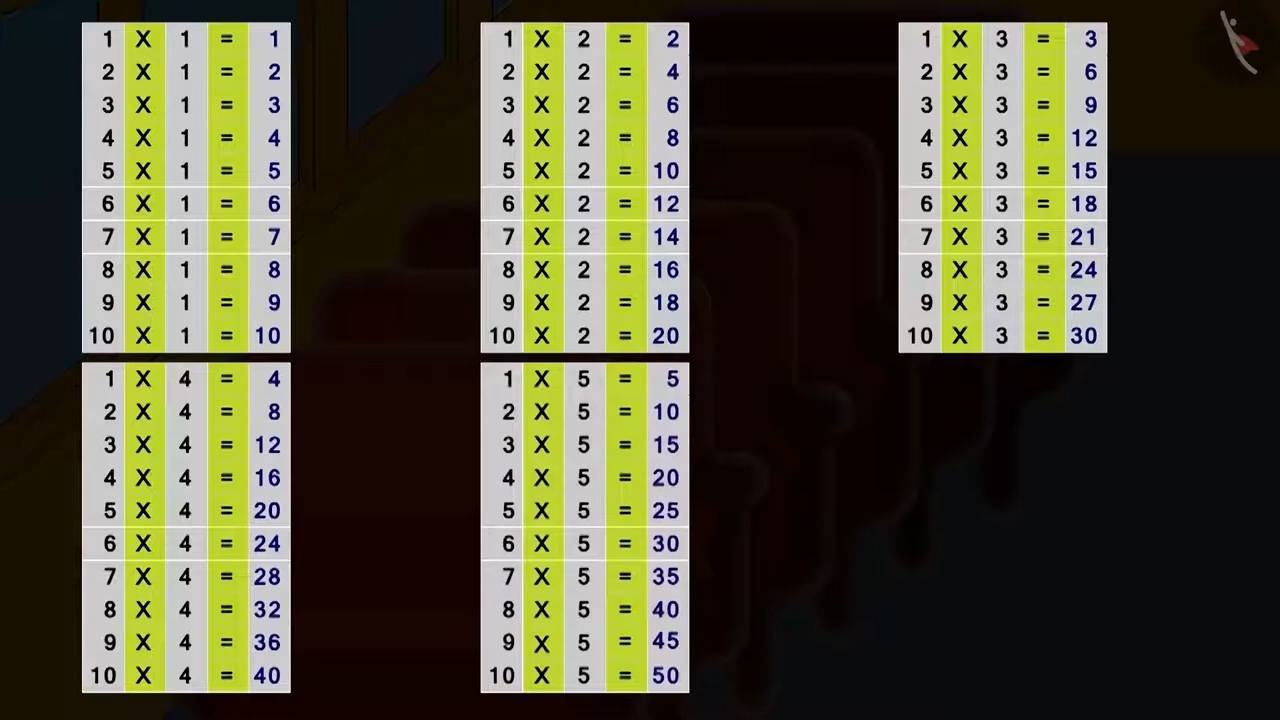 1 X 1 = 1
2 X 1 = 2
3 X 1 = 3
4 X 1 = 4
5 X 1 = 5
6 X 1 = 6
7 X 1 = 7
8 X 1 = 8
9 X 1 = 9
10 X 1 = 10
1 X 2 = 2
2 X 2 = 4
3 X 2 = 6
4 X 2 = 8
5 X 2 = 10
6 X 2 = 12
7 X 2 = 14
8 X 2 = 16
9 X 2 = 18
10 X 2 = 20
1 X 3 = 3
2 X 3 = 6
3 X 3 = 9
4 X 3 = 12
5 X 3 = 15
6 X 3 = 18
7 X 3 = 21
8 X 3 = 24
9 X 3 = 27
10 X 3 = 30
1 X 4 = 4
2 X 4 = 8
3 X 4 = 12
4 X 4 = 16
5 X 4 = 20
6 X 4 = 24
7 X 4 = 28
8 X 4 = 32
9 X 4 = 36
10 X 4 = 40
1 X 5 = 5
2 X 5 = 10
3 X 5 = 15
4 X 5 = 20
5 X 5 = 25
6 X 5 = 30
7 X 5 = 35
8 X 5 = 40
9 X 5 = 45
10 X 5 = 50